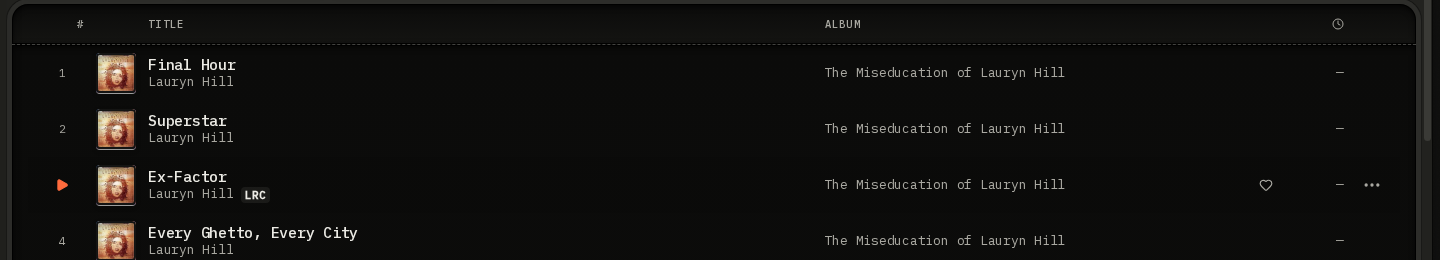 # TITLE ALBUM
1 Final Hour The Miseducation of Lauryn Hill —
Lauryn Hill
2 Superstar The Miseducation of Lauryn Hill —
Lauryn Hill
Ex-Factor The Miseducation of Lauryn Hill —
Lauryn Hill LRC
4 Every Ghetto, Every City The Miseducation of Lauryn Hill —
Lauryn Hill